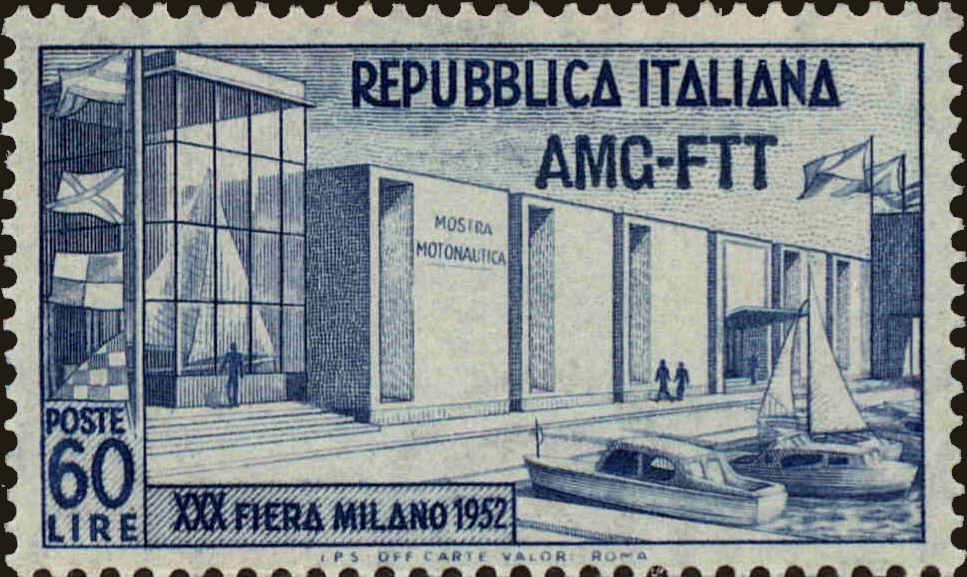 REPUBBLICA ITALIANA
AMG-FTT
MOSTRA
MOTONAUTICA
POSTE
60
LIRE
XXX FIERA MILANO 1952
I.P.S. OFF. CARTE VALORI ROMA